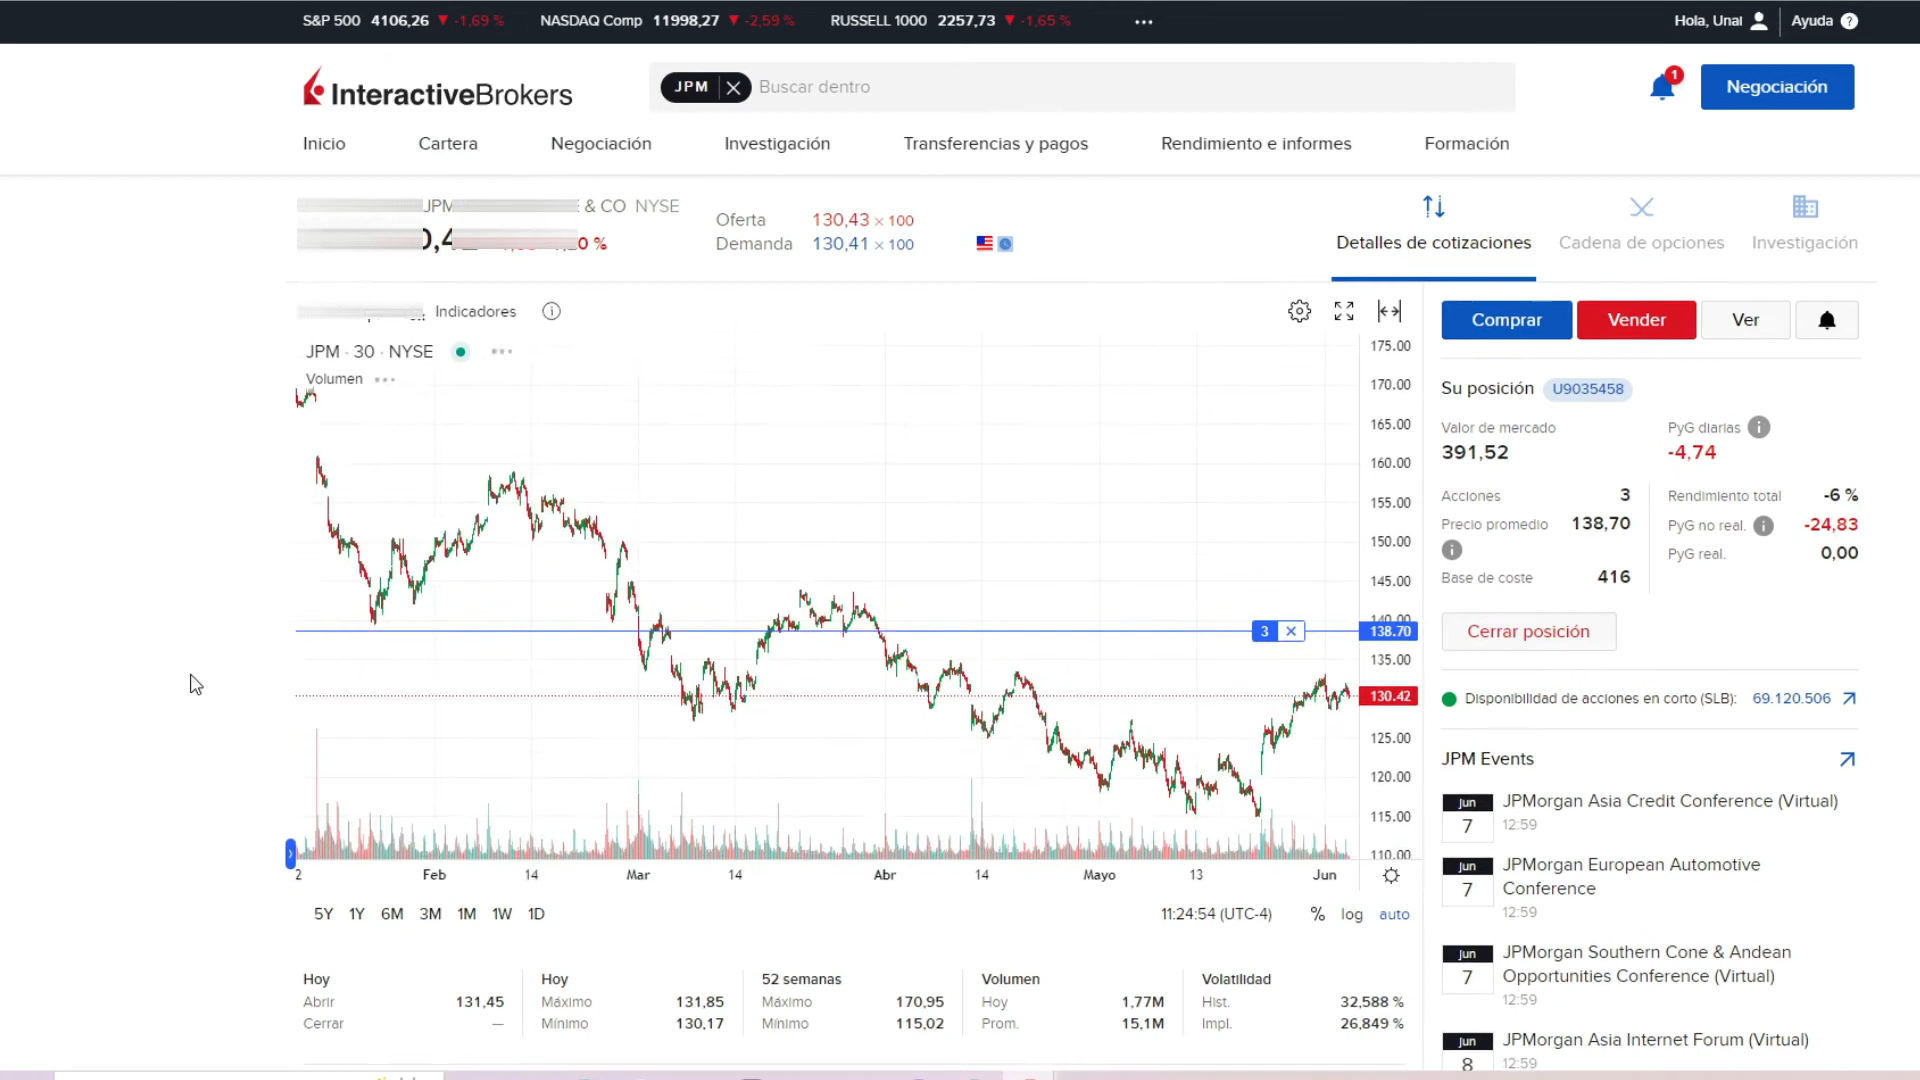 S&P 500 4106,26 ▼ -1,69 % NASDAQ Comp 11998,27 ▼ -2,59 % RUSSELL 1000 2257,73 ▼ -1,65 % ••• Hola, Unai Ayuda ?
InteractiveBrokers JPM Buscar dentro 1 Negociación
Inicio Cartera Negociación Investigación Transferencias y pagos Rendimiento e informes Formación
JPM & CO NYSE
0 %
Oferta 130,43 × 100
Demanda 130,41 × 100
Detalles de cotizaciones Cadena de opciones Investigación
Indicadores
JPM · 30 · NYSE
Volumen
175.00
170.00
165.00
160.00
155.00
150.00
145.00
140.00
3 138.70
135.00
130.42
125.00
120.00
115.00
110.00
2 Feb 14 Mar 14 Abr 14 Mayo 13 Jun
5Y 1Y 6M 3M 1M 1W 1D 11:24:54 (UTC-4) % log auto
Hoy
Abrir 131,45
Cerrar —
Hoy
Máximo 131,85
Mínimo 130,17
52 semanas
Máximo 170,95
Mínimo 115,02
Volumen
Hoy 1,77M
Prom. 15,1M
Volatilidad
Hist. 32,588 %
Impl. 26,849 %
Comprar Vender Ver
Su posición U9035458
Valor de mercado
391,52
PyG diarias
-4,74
Acciones 3
Precio promedio 138,70
Base de coste 416
Rendimiento total -6 %
PyG no real. -24,83
PyG real. 0,00
Cerrar posición
Disponibilidad de acciones en corto (SLB): 69.120.506
JPM Events
Jun 7 JPMorgan Asia Credit Conference (Virtual)
12:59
Jun 7 JPMorgan European Automotive
Conference
12:59
Jun 7 JPMorgan Southern Cone & Andean
Opportunities Conference (Virtual)
12:59
Jun 8 JPMorgan Asia Internet Forum (Virtual)
12:59